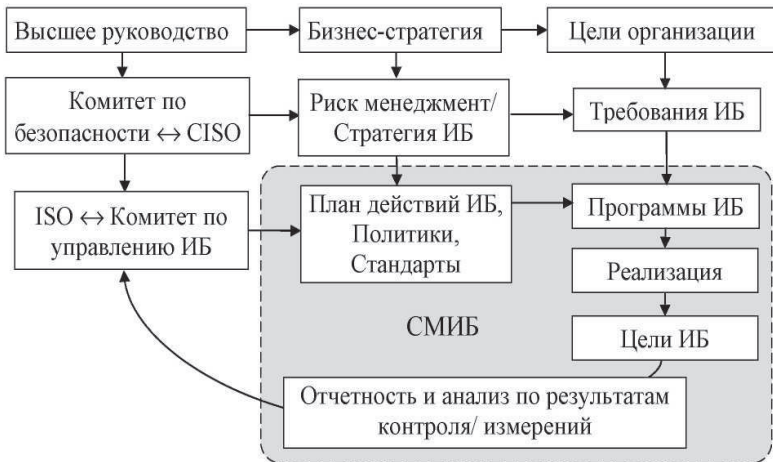 Высшее руководство
Бизнес-стратегия
Цели организации
Комитет по
безопасности ↔ CISO
Риск менеджмент/
Стратегия ИБ
Требования ИБ
ISO ↔ Комитет по
управлению ИБ
План действий ИБ,
Политики,
Стандарты
Программы ИБ
Реализация
СМИБ
Цели ИБ
Отчетность и анализ по результатам
контроля/ измерений